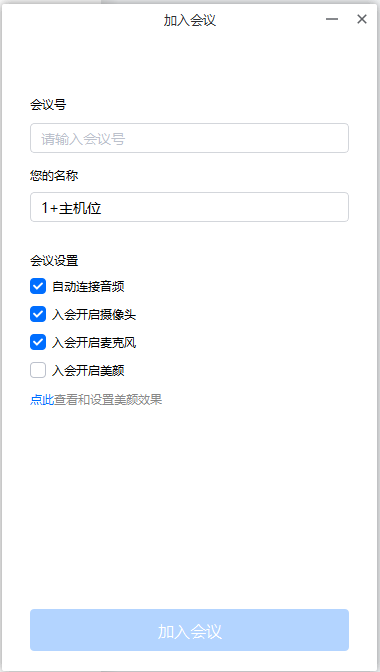 加入会议
会议号
请输入会议号
您的名称
1+主机位
会议设置
自动连接音频
入会开启摄像头
入会开启麦克风
入会开启美颜
点此查看和设置美颜效果
加入会议